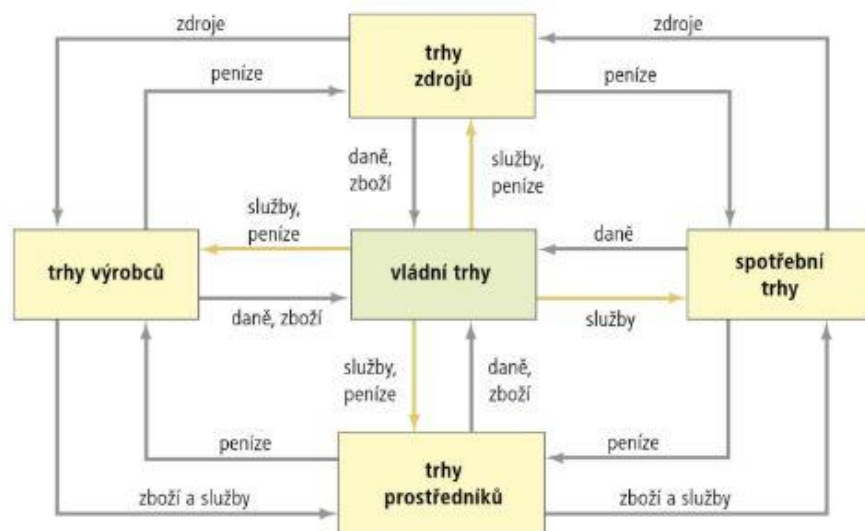 zdroje
trhy
zdrojů
zdroje
peníze
peníze
daně,
zboží
služby,
peníze
služby,
peníze
daně
trhy výrobců
vládní trhy
spotřební
trhy
daně, zboží
služby
služby,
peníze
daně,
zboží
peníze
peníze
trhy
prostředníků
zboží a služby
zboží a služby